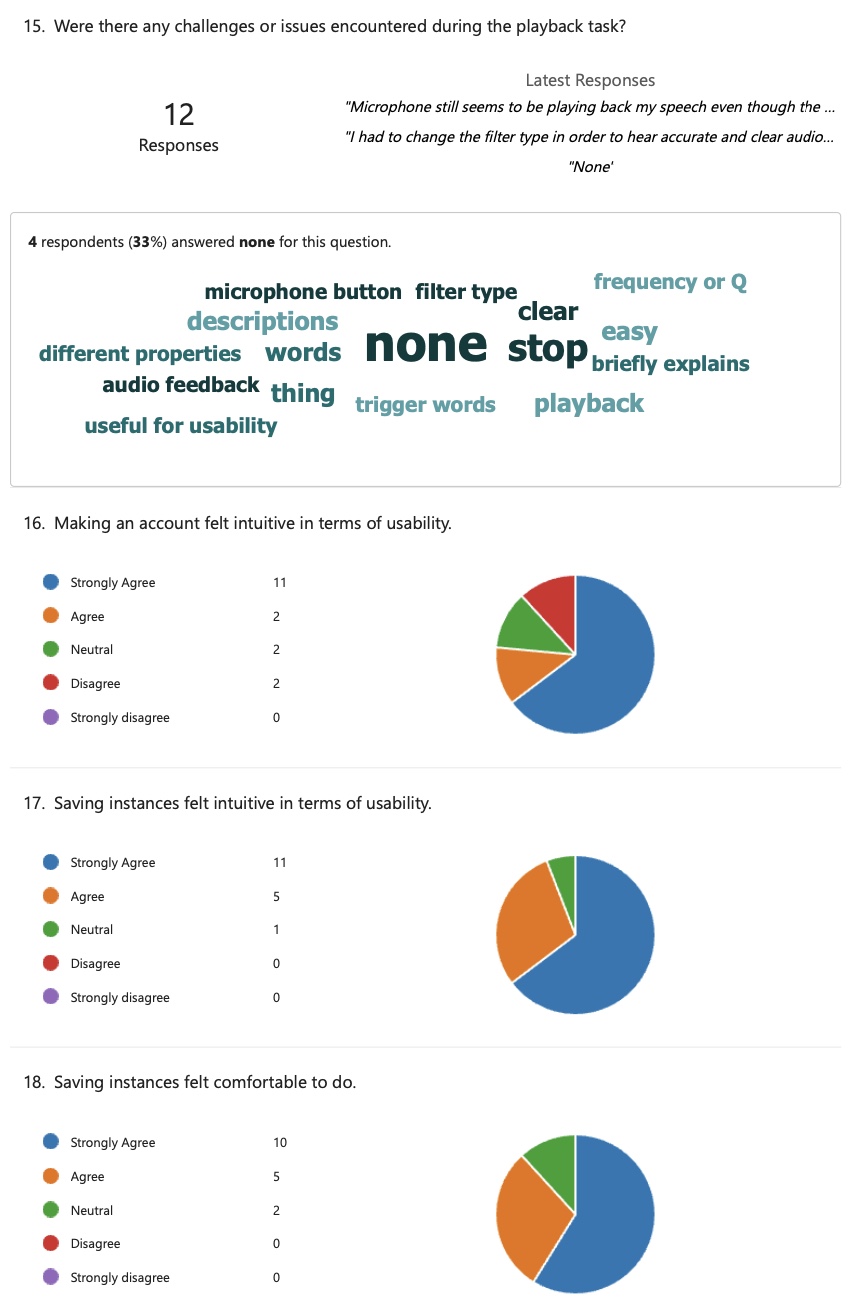 15. Were there any challenges or issues encountered during the playback task?
12
Responses
Latest Responses
"Microphone still seems to be playing back my speech even though the ...
"I had to change the filter type in order to hear accurate and clear audio...
"None'
4 respondents (33%) answered none for this question.
microphone button filter type frequency or Q
descriptions clear
different properties words none stop easy
briefly explains
audio feedback thing
trigger words playback
useful for usability
16. Making an account felt intuitive in terms of usability.
Strongly Agree 11
Agree 2
Neutral 2
Disagree 2
Strongly disagree 0
17. Saving instances felt intuitive in terms of usability.
Strongly Agree 11
Agree 5
Neutral 1
Disagree 0
Strongly disagree 0
18. Saving instances felt comfortable to do.
Strongly Agree 10
Agree 5
Neutral 2
Disagree 0
Strongly disagree 0